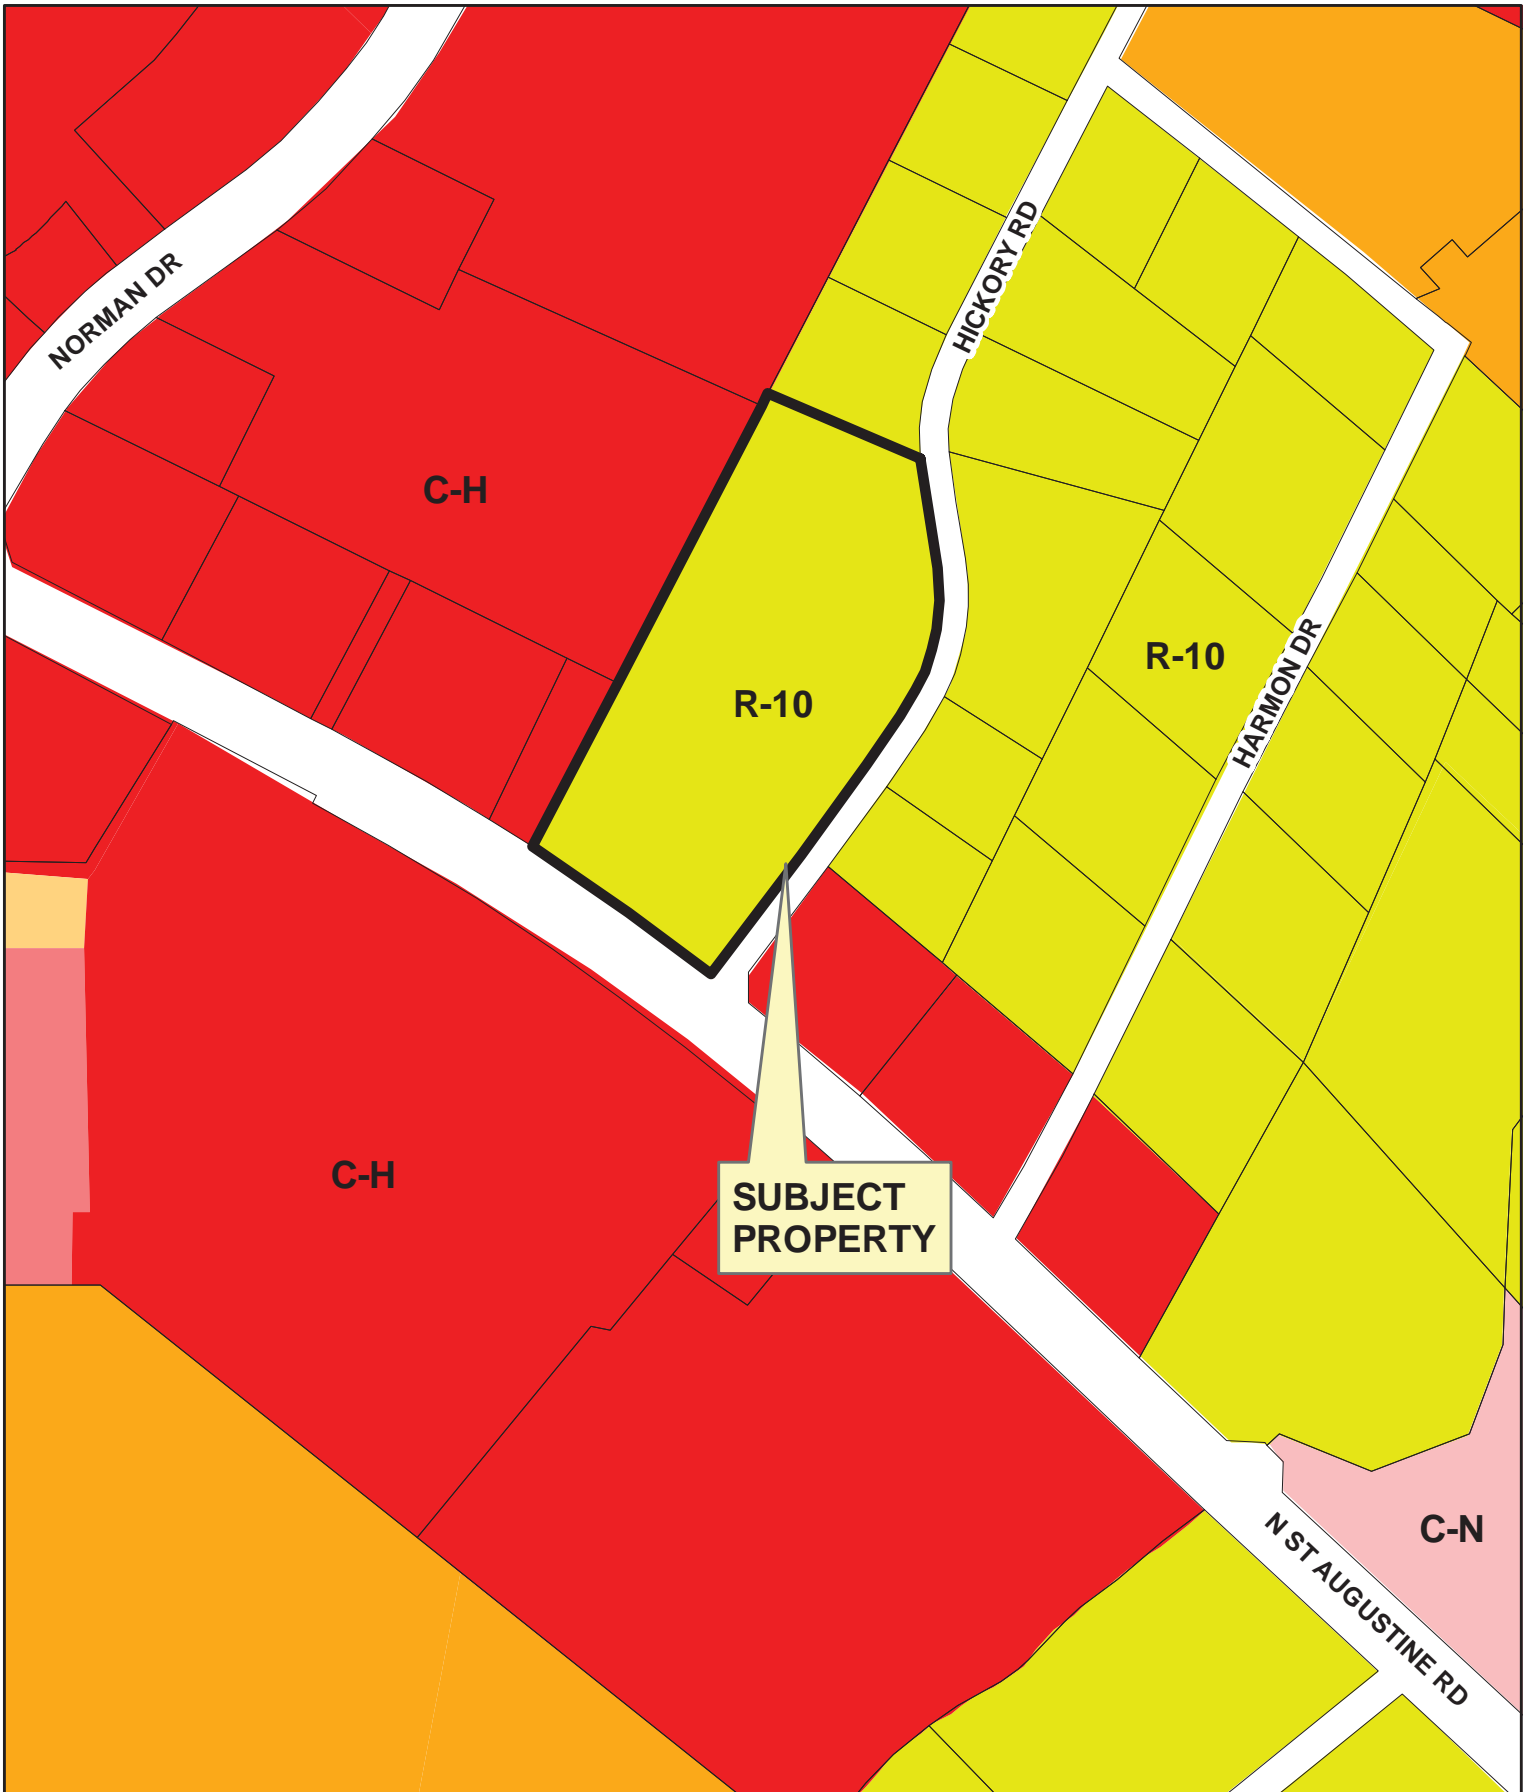 HICKORY RD
NORMAN DR
C-H
R-10
R-10
HARMON DR
C-H
SUBJECT
PROPERTY
C-N
N ST AUGUSTINE RD